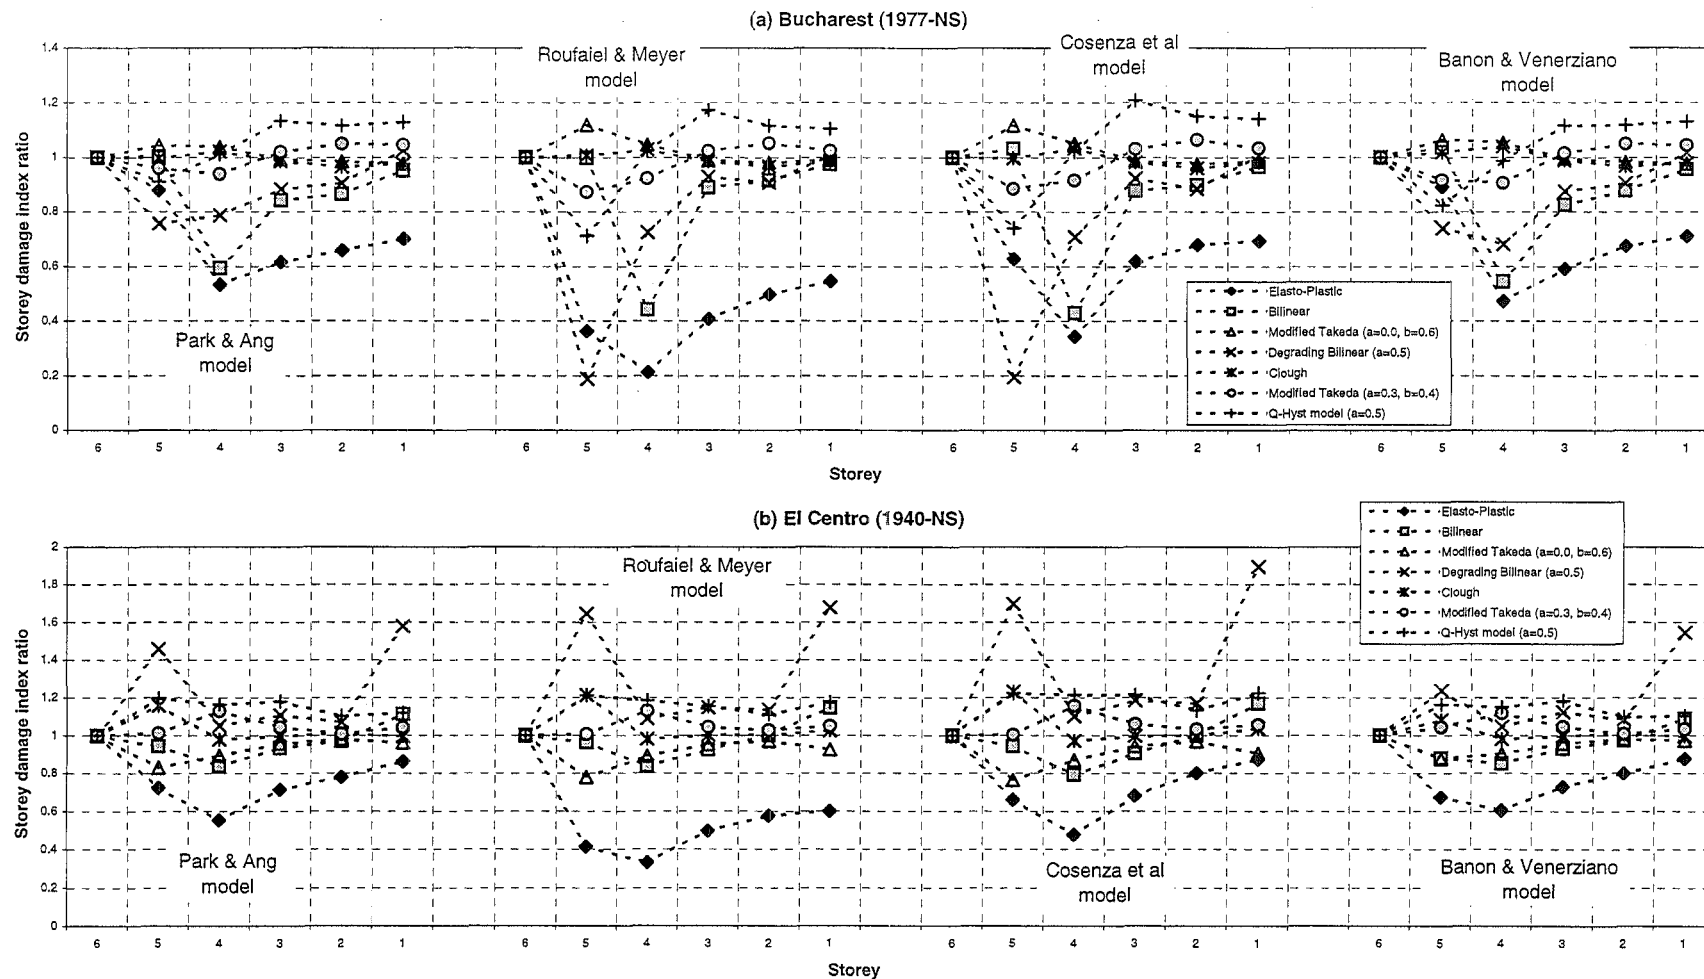 (a) Bucharest (1977-NS)
Storey damage index ratio
1.4
1.2
1
0.8
0.6
0.4
0.2
0
Park & Ang
model
Roufaiel & Meyer
model
Cosenza et al
model
Banon & Venerziano
model
Elasto-Plastic
Bilinear
Modified Takeda (a=0.0, b=0.6)
Degrading Bilinear (a=0.5)
Clough
Modified Takeda (a=0.3, b=0.4)
Q-Hyst model (a=0.5)
6 5 4 3 2 1 6 5 4 3 2 1 6 5 4 3 2 1 6 5 4 3 2 1
Storey
(b) El Centro (1940-NS)
Storey damage index ratio
2
1.8
1.6
1.4
1.2
1
0.8
0.6
0.4
0.2
0
Elasto-Plastic
Bilinear
Modified Takeda (a=0.0, b=0.6)
Degrading Bilinear (a=0.5)
Clough
Modified Takeda (a=0.3, b=0.4)
Q-Hyst model (a=0.5)
Roufaiel & Meyer
model
Park & Ang
model
Cosenza et al
model
Banon & Venerziano
model
6 5 4 3 2 1 6 5 4 3 2 1 6 5 4 3 2 1 6 5 4 3 2 1
Storey